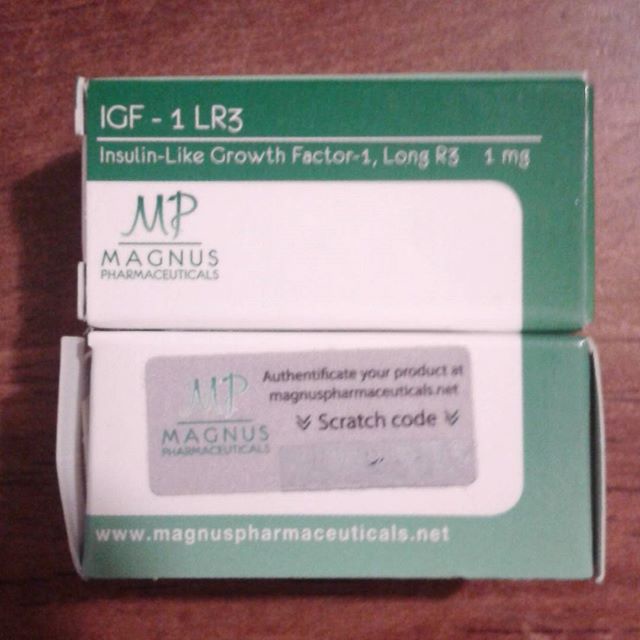 IGF - 1 LR3
Insulin-Like Growth Factor-1, Long R3 1 mg
MP
MAGNUS
PHARMACEUTICALS
Authentificate your product at
magnuspharmaceuticals.net
Scratch code
MP
MAGNUS
PHARMACEUTICALS
www.magnuspharmaceuticals.net